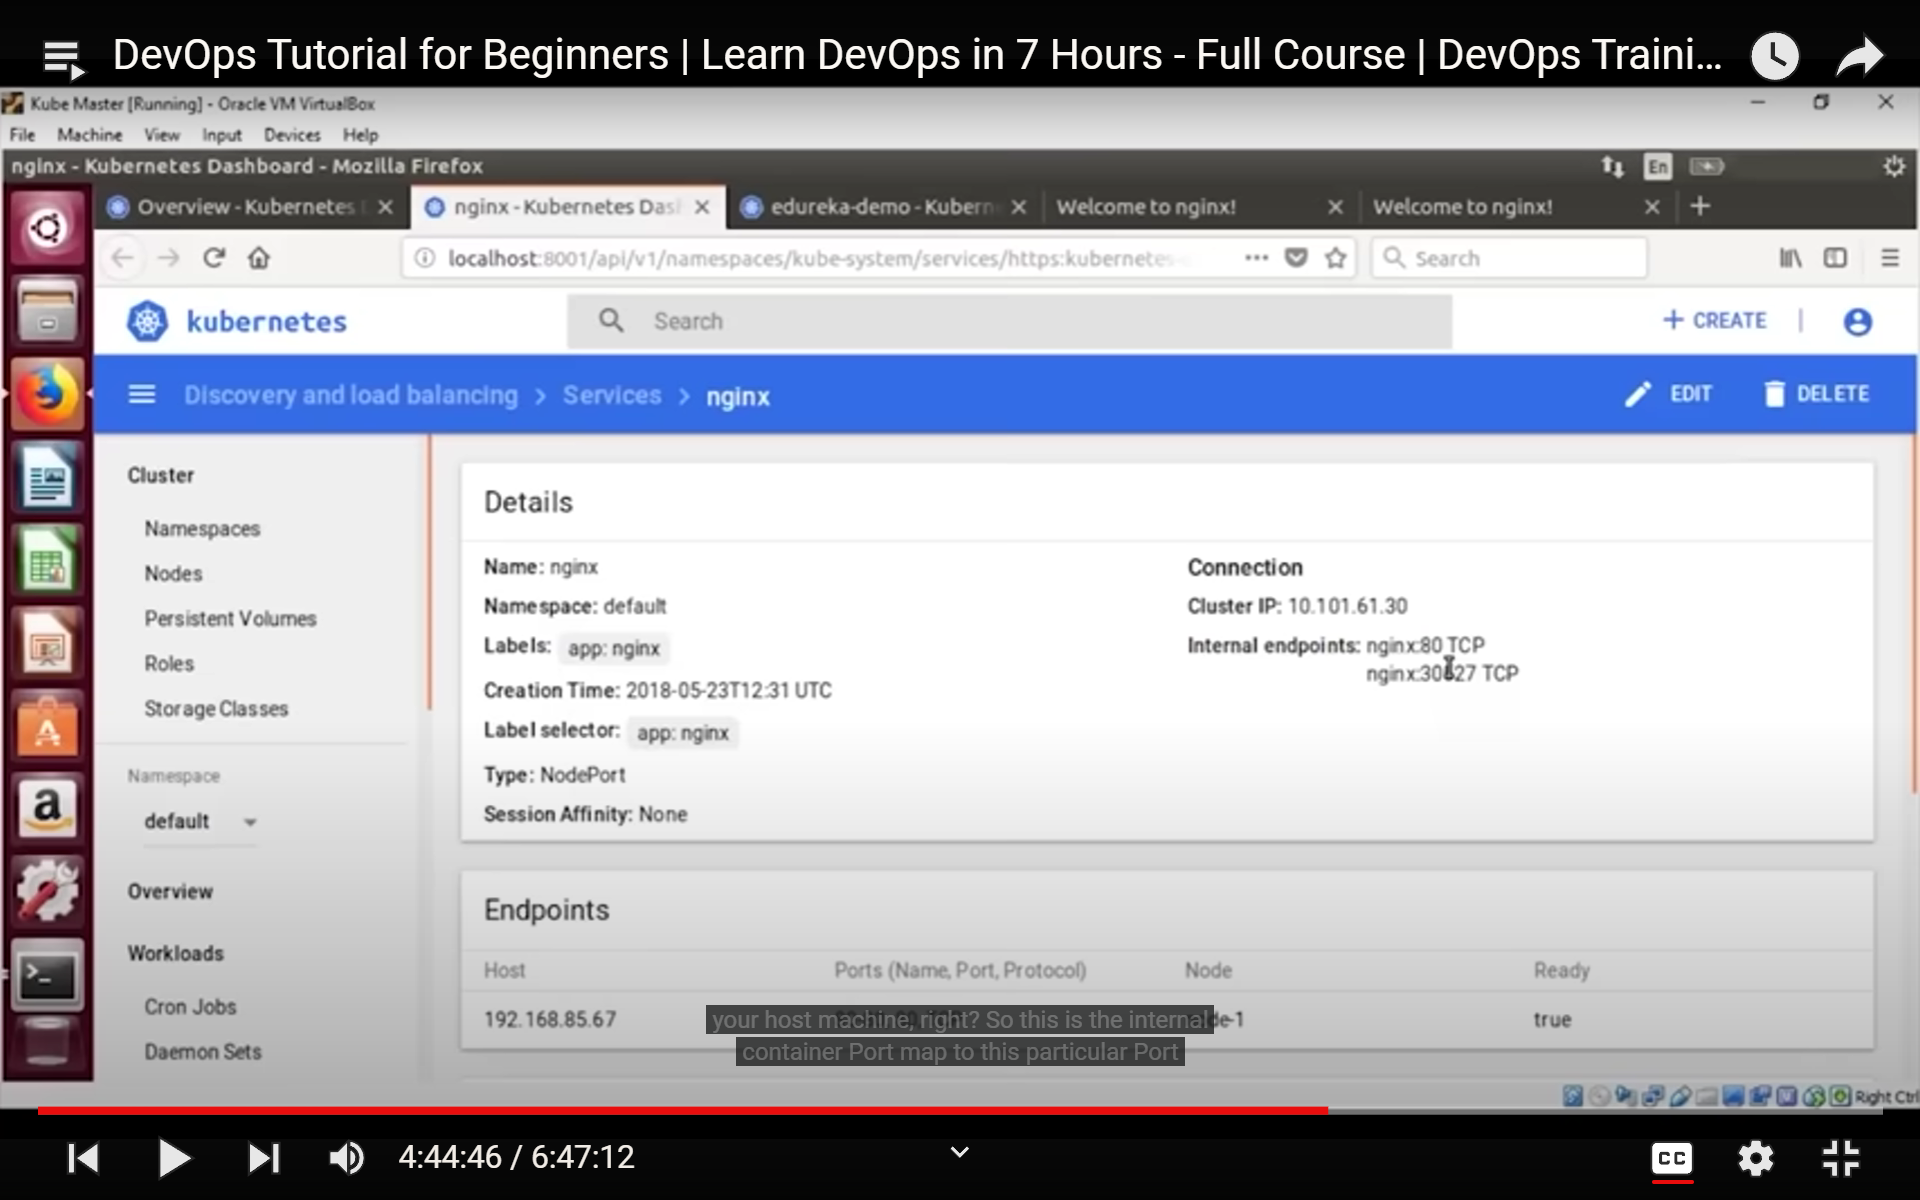 DevOps Tutorial for Beginners | Learn DevOps in 7 Hours - Full Course | DevOps Traini...
Kube Master [Running] - Oracle VM VirtualBox
File Machine View Input Devices Help
nginx - Kubernetes Dashboard - Mozilla Firefox
En
Overview - Kubernetes
nginx - Kubernetes Das
edureka-demo - Kubern
Welcome to nginx!
Welcome to nginx!
localhost:8001/api/v1/namespaces/kube-system/services/https:kubernetes-
Search
kubernetes
Search
+ CREATE
Discovery and load balancing > Services > nginx
EDIT
DELETE
Cluster
Namespaces
Nodes
Persistent Volumes
Roles
Storage Classes
Namespace
default
Overview
Workloads
Cron Jobs
Daemon Sets
Details
Name: nginx
Namespace: default
Labels: app: nginx
Creation Time: 2018-05-23T12:31 UTC
Label selector: app: nginx
Type: NodePort
Session Affinity: None
Connection
Cluster IP: 10.101.61.30
Internal endpoints: nginx:80 TCP
TCP
Endpoints
Host Ports (Name, Port, Protocol) Node Ready
192.168.85.67 true
your host machine, right? So this is the internal
container Port map to this particular Port
Right Ctrl
4:44:46 / 6:47:12
CC